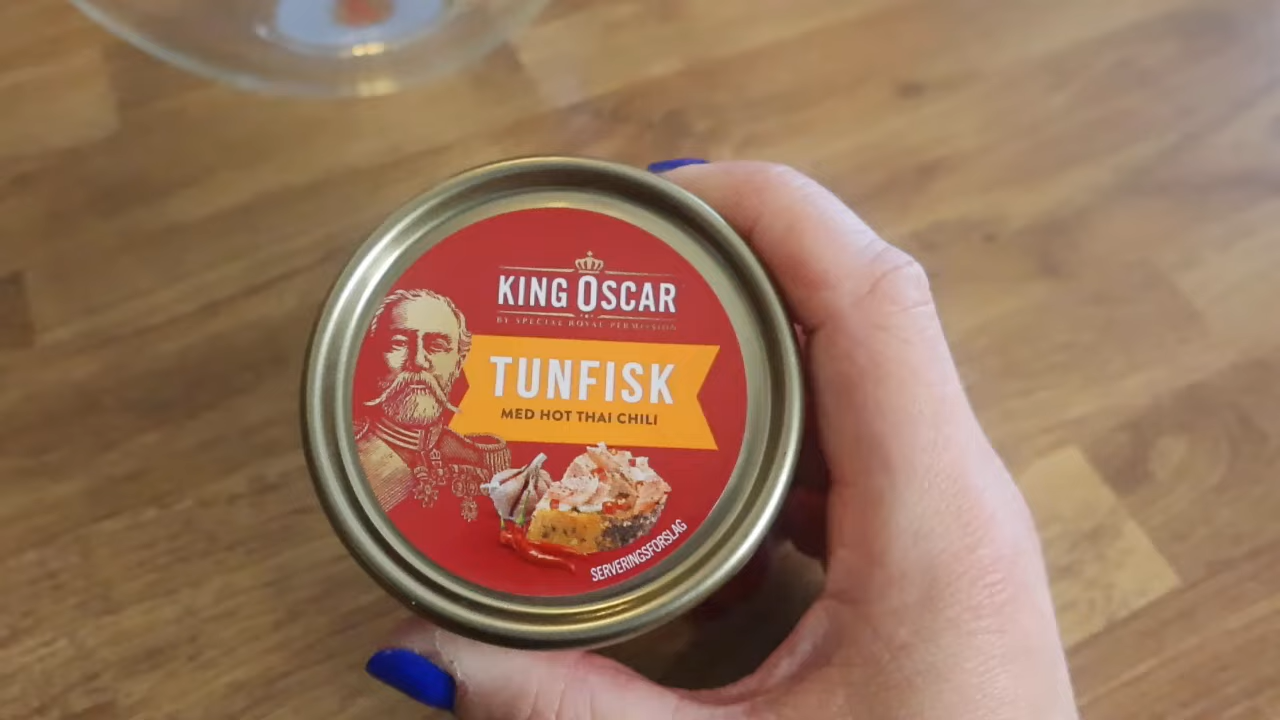 KING OSCAR
BY SPECIAL ROYAL PERMISSION
TUNFISK
MED HOT THAI CHILI
SERVERINGSFORSLAG